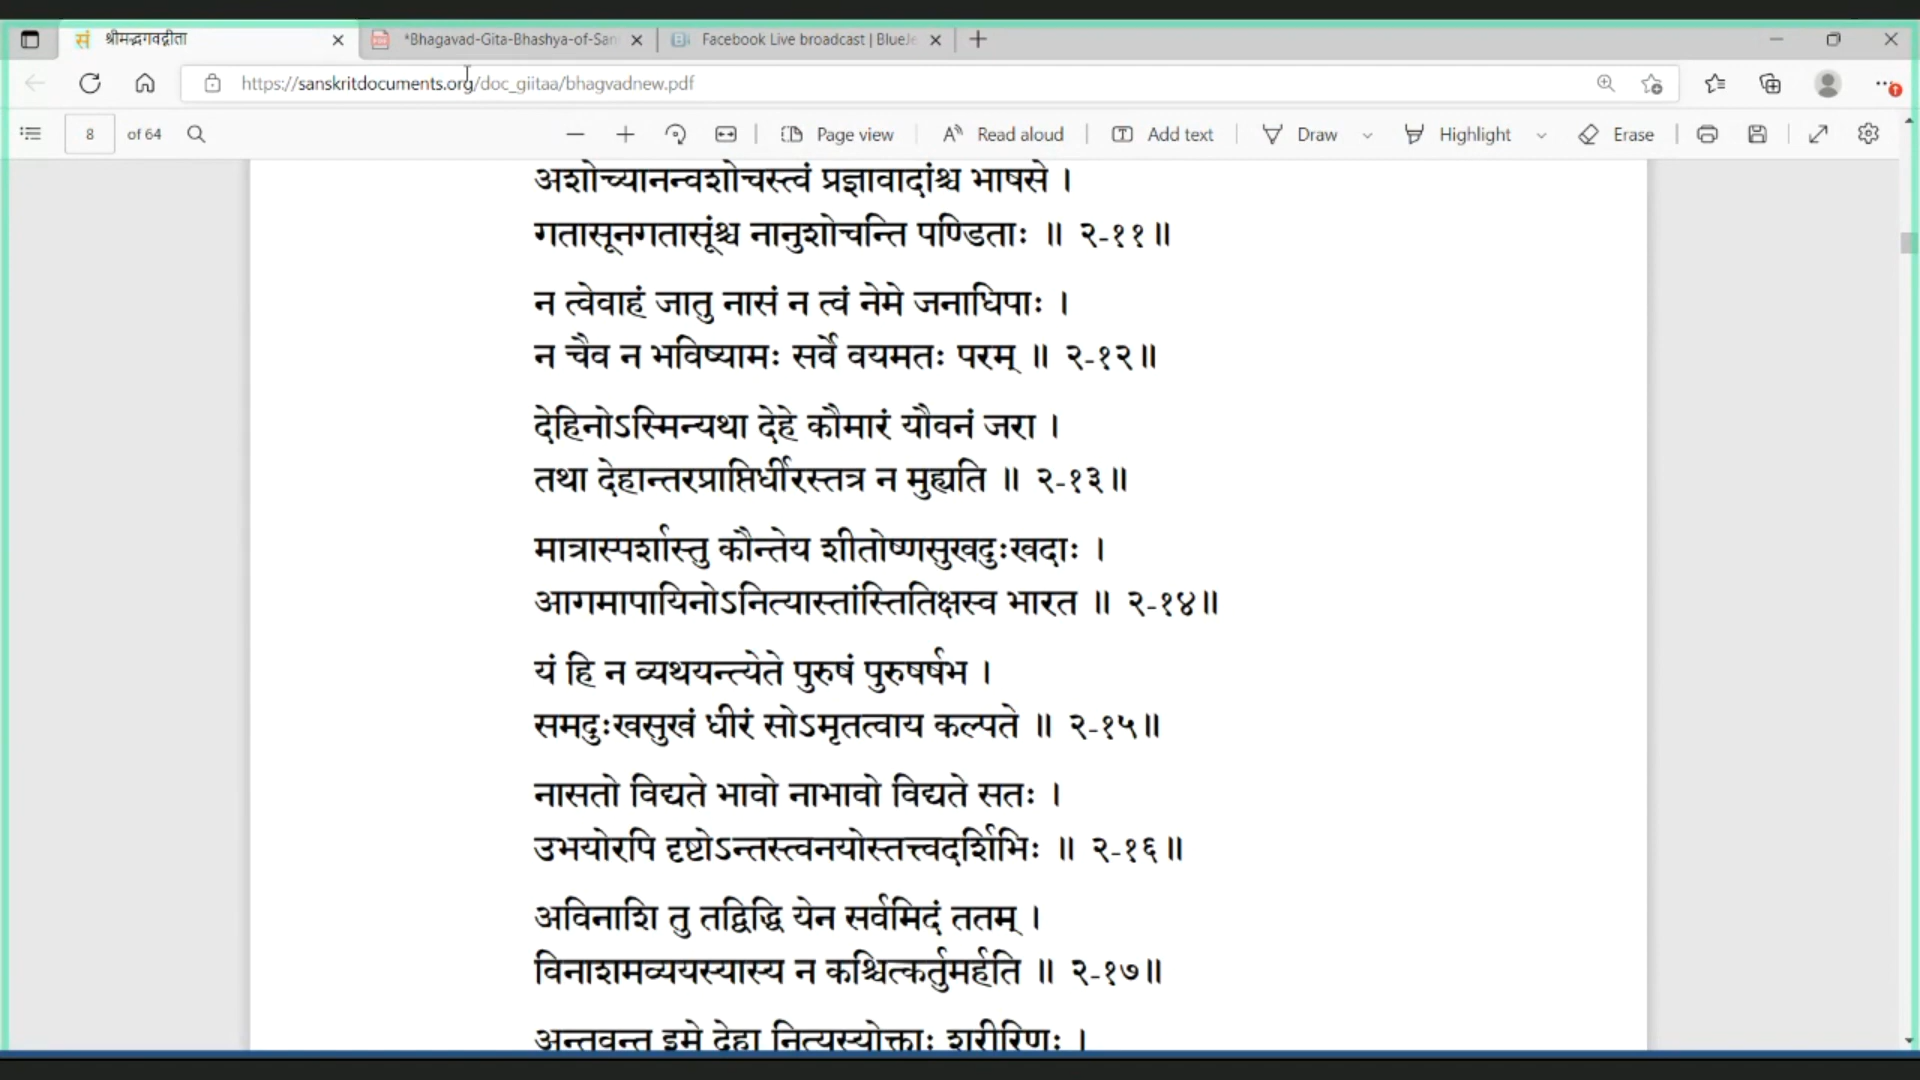 श्रीमद्भगवद्गीता
*Bhagavad-Gita-Bhashya-of-San
Facebook Live broadcast | BlueJe
https://sanskritdocuments.org/doc_giitaa/bhagvadnew.pdf
8 of 64 Page view Read aloud Add text Draw Highlight Erase
अशोच्यानन्वशोचस्त्वं प्रज्ञावादांश्च भाषसे ।
गतासूनगतासूंश्च नानुशोचन्ति पण्डिताः ॥ २-११॥
न त्वेवाहं जातु नासं न त्वं नेमे जनाधिपाः ।
न चैव न भविष्यामः सर्वे वयमतः परम् ॥ २-१२॥
देहिनोऽस्मिन्यथा देहे कौमारं यौवनं जरा ।
तथा देहान्तरप्राप्तिर्धीरस्तत्र न मुह्यति ॥ २-१३॥
मात्रास्पर्शास्तु कौन्तेय शीतोष्णसुखदुःखदाः ।
आगमापायिनोऽनित्यास्तांस्तितिक्षस्व भारत ॥ २-१४॥
यं हि न व्यथयन्त्येते पुरुषं पुरुषर्षभ ।
समदुःखसुखं धीरं सोऽमृतत्वाय कल्पते ॥ २-१५॥
नासतो विद्यते भावो नाभावो विद्यते सतः ।
उभयोरपि दृष्टोऽन्तस्त्वनयोस्तत्त्वदर्शिभिः ॥ २-१६॥
अविनाशि तु तद्विद्धि येन सर्वमिदं ततम् ।
विनाशमव्ययस्यास्य न कश्चित्कर्तुमर्हति ॥ २-१७॥
अन्तवन्त इमे देहा नित्यस्योक्ताः शरीरिणः ।